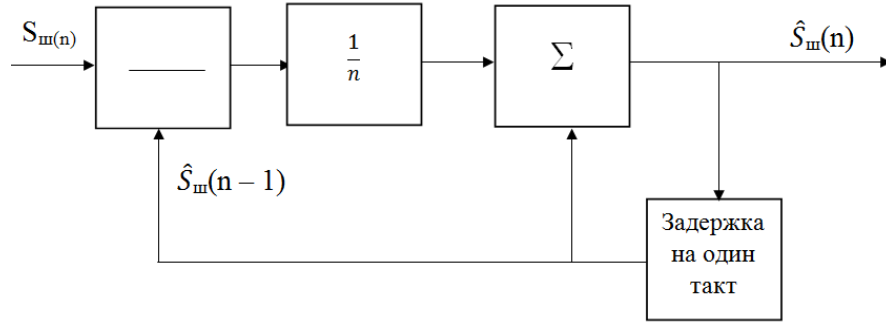 Sш(n)
1/n
Σ
Ŝш(n)
Ŝш(n – 1)
Задержка
на один
такт